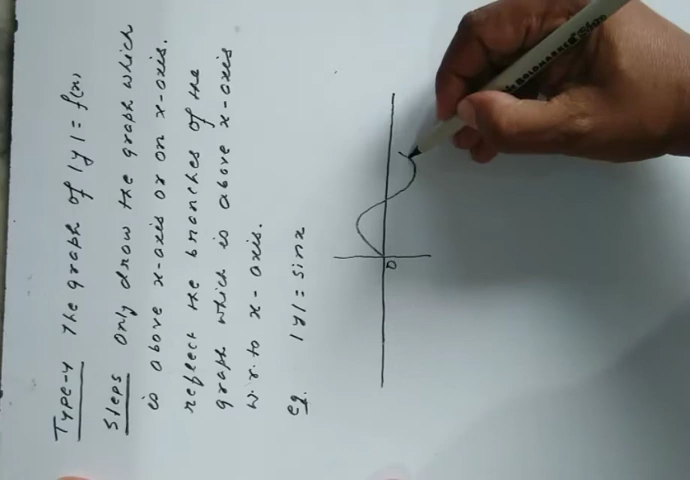 Type-4 The graph of |y| = f(x)
Steps only draw the graph which
is above x-axis or on x-axis.
reflect the branches of the
graph which is above x-axis
w.r.to x-axis.
eg. |y| = sinx
O